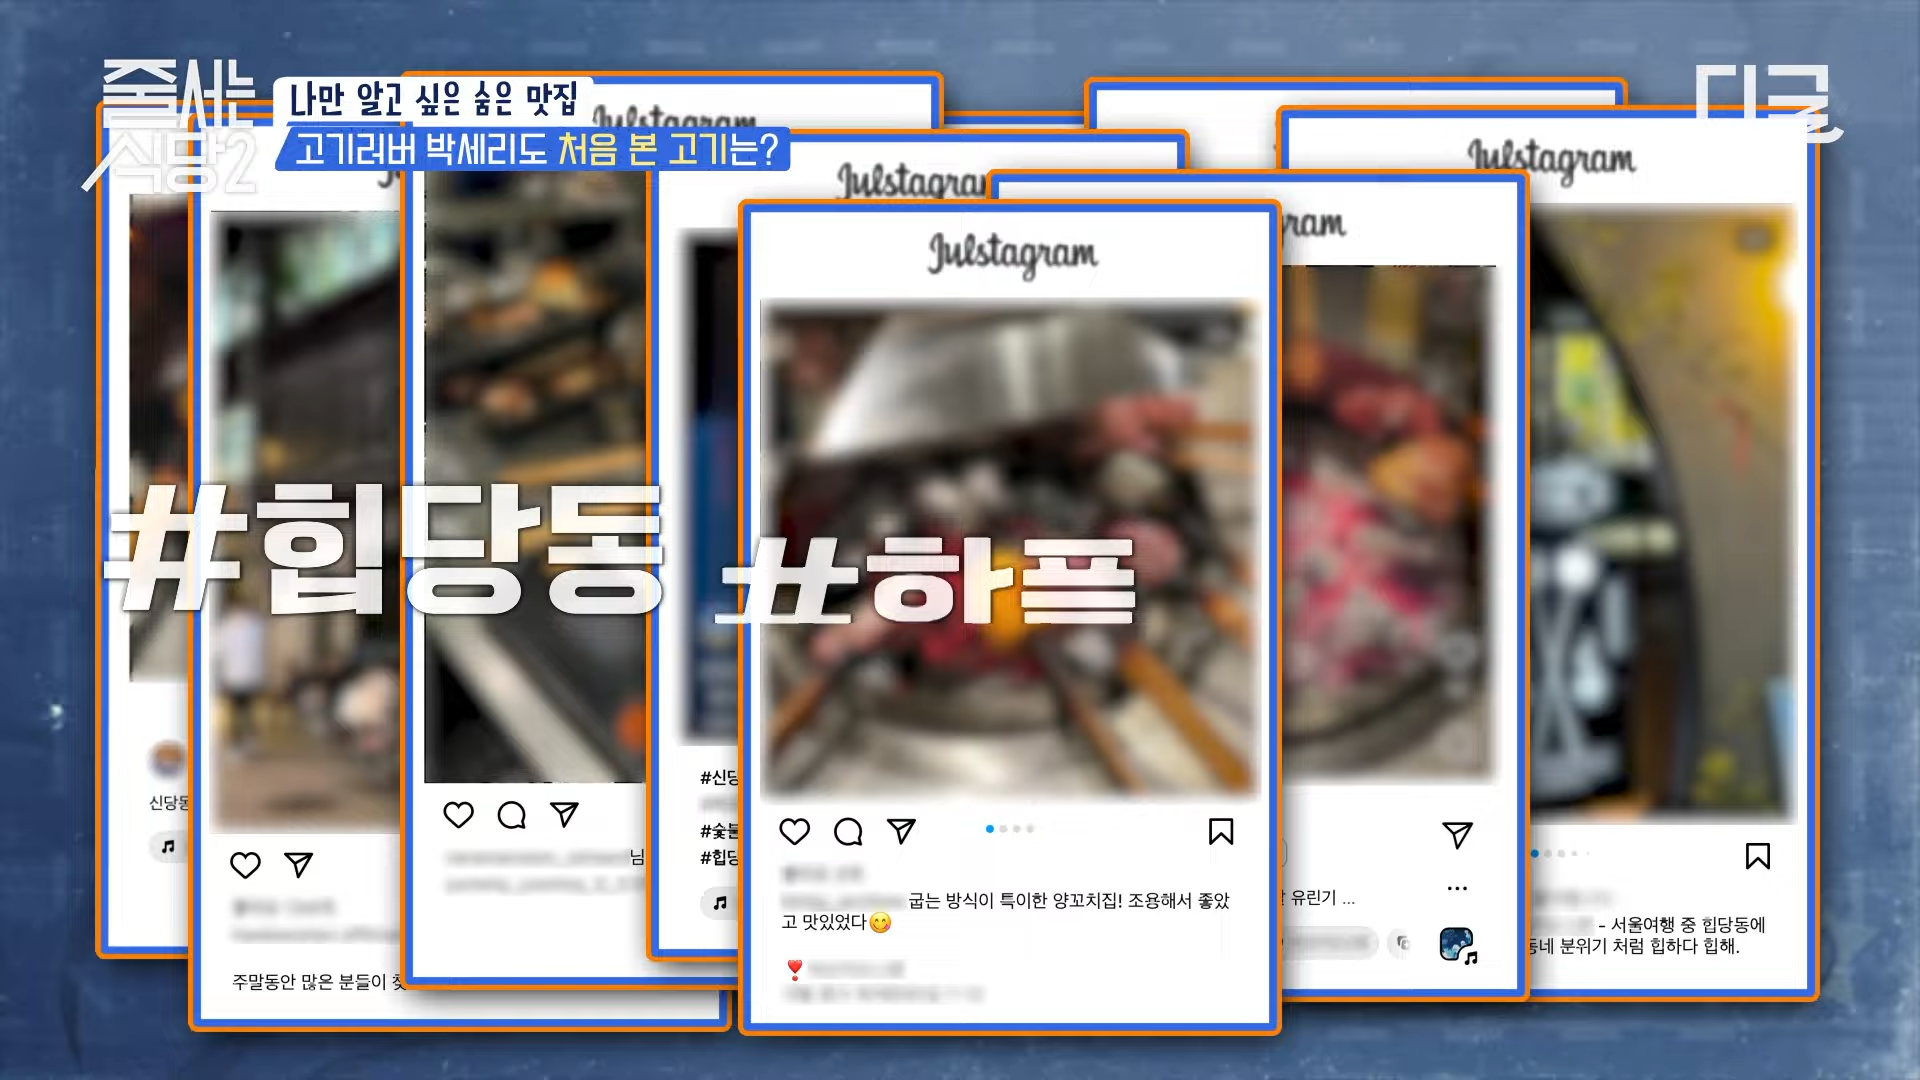 줄서는
식당2
나만 알고 싶은 숨은 맛집
고기러버 박세리도 처음 본 고기는?
디글
Julstagram
Julstagram
Julstagram
ram
Julstagram
#힙당동 #하플
신당동
주말동안 많은 분들이 찾
님
#신당
#숯불
#힙당
굽는 방식이 특이한 양꼬치집! 조용해서 좋았
고 맛있었다😋
유린기 ...
- 서울여행 중 힙당동에
동네 분위기 처럼 힙하다 힙해.